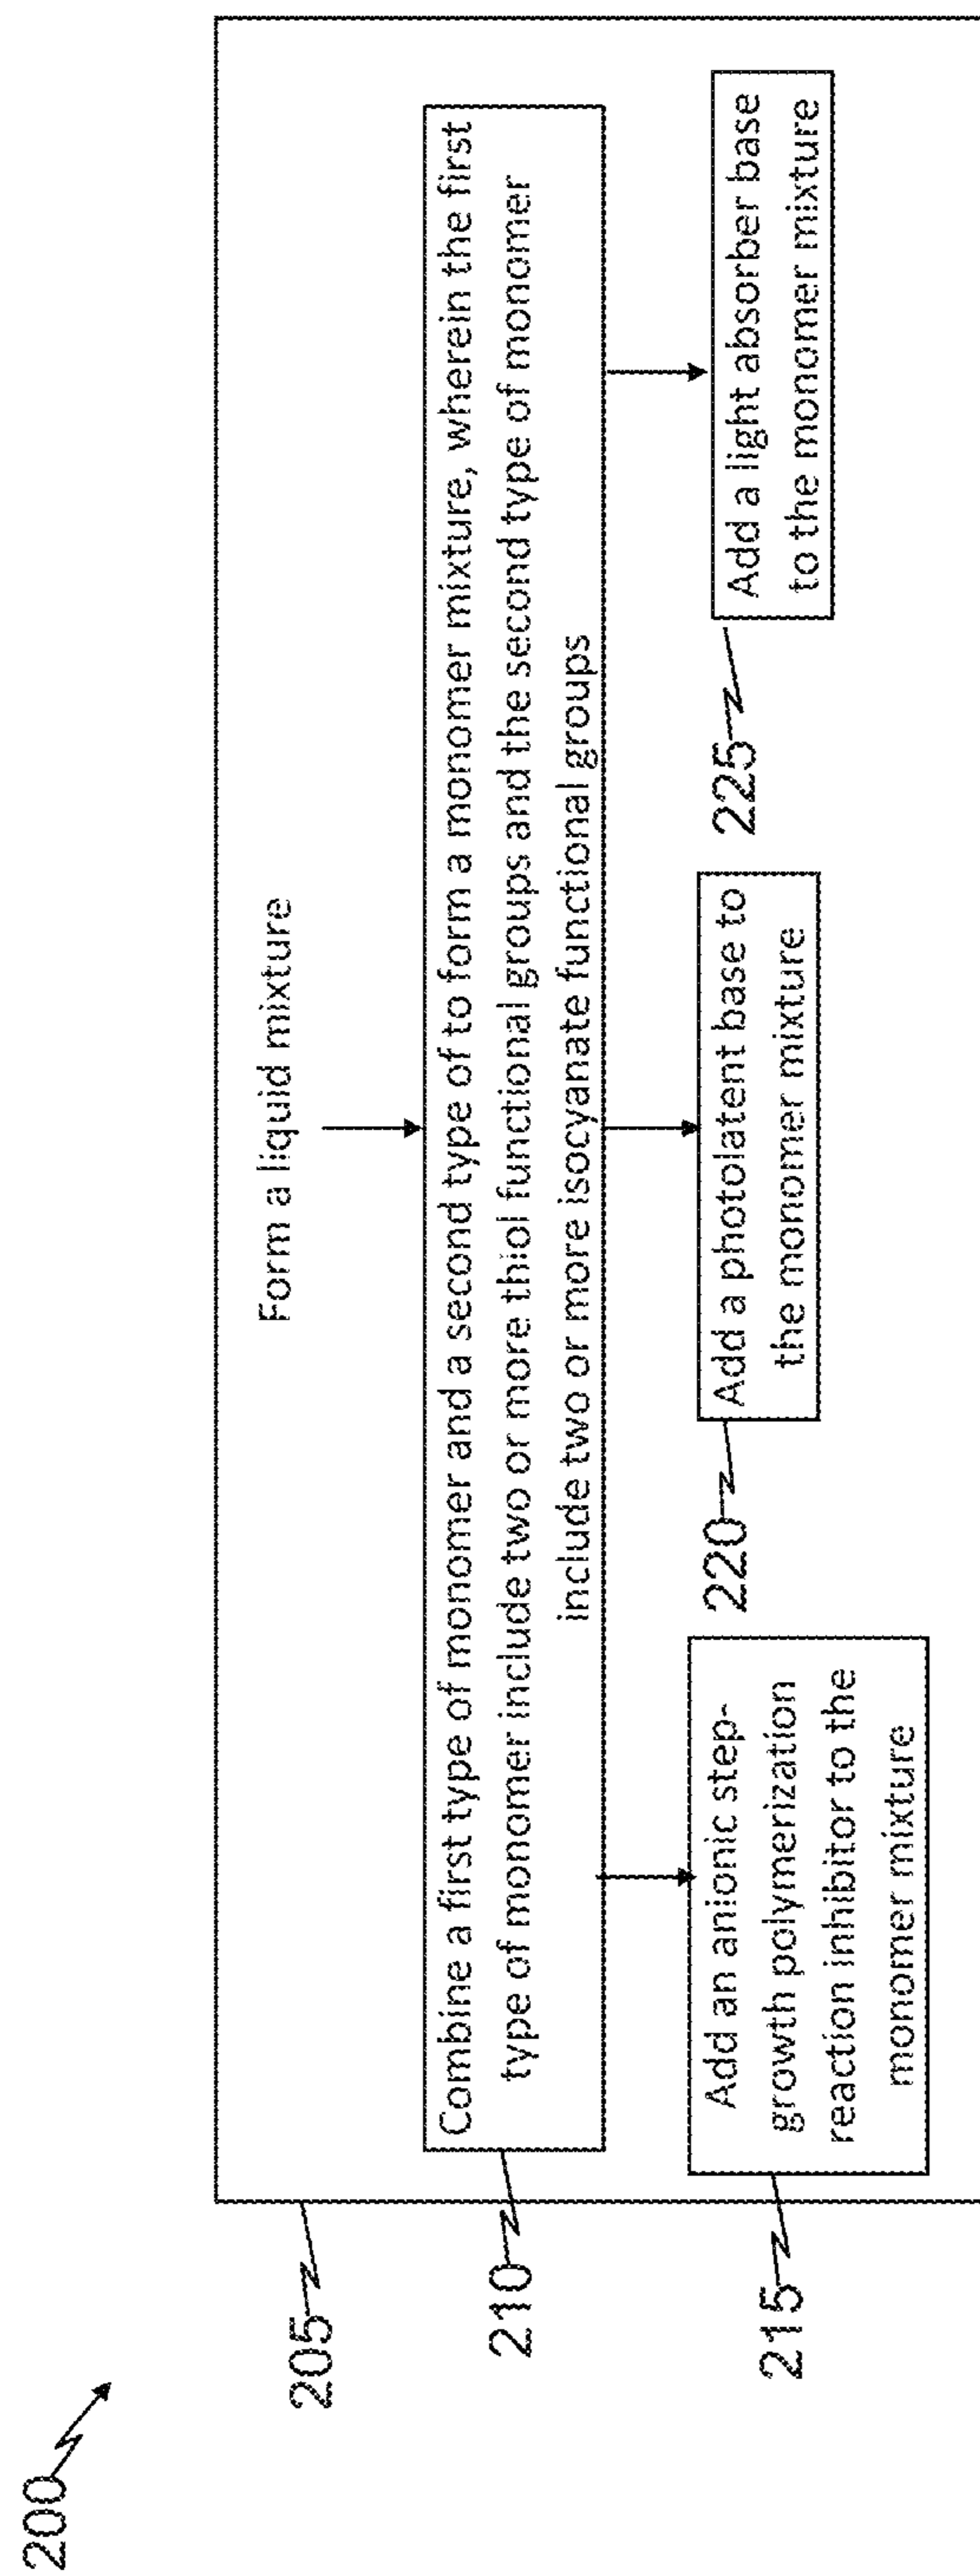 200
205
Form a liquid mixture
210
Combine a first type of monomer and a second type of to form a monomer mixture, wherein the first
type of monomer include two or more thiol functional groups and the second type of monomer
include two or more isocyanate functional groups
215
Add an anionic step-
growth polymerization
reaction inhibitor to the
monomer mixture
220
Add a photolatent base to
the monomer mixture
225
Add a light absorber base
to the monomer mixture